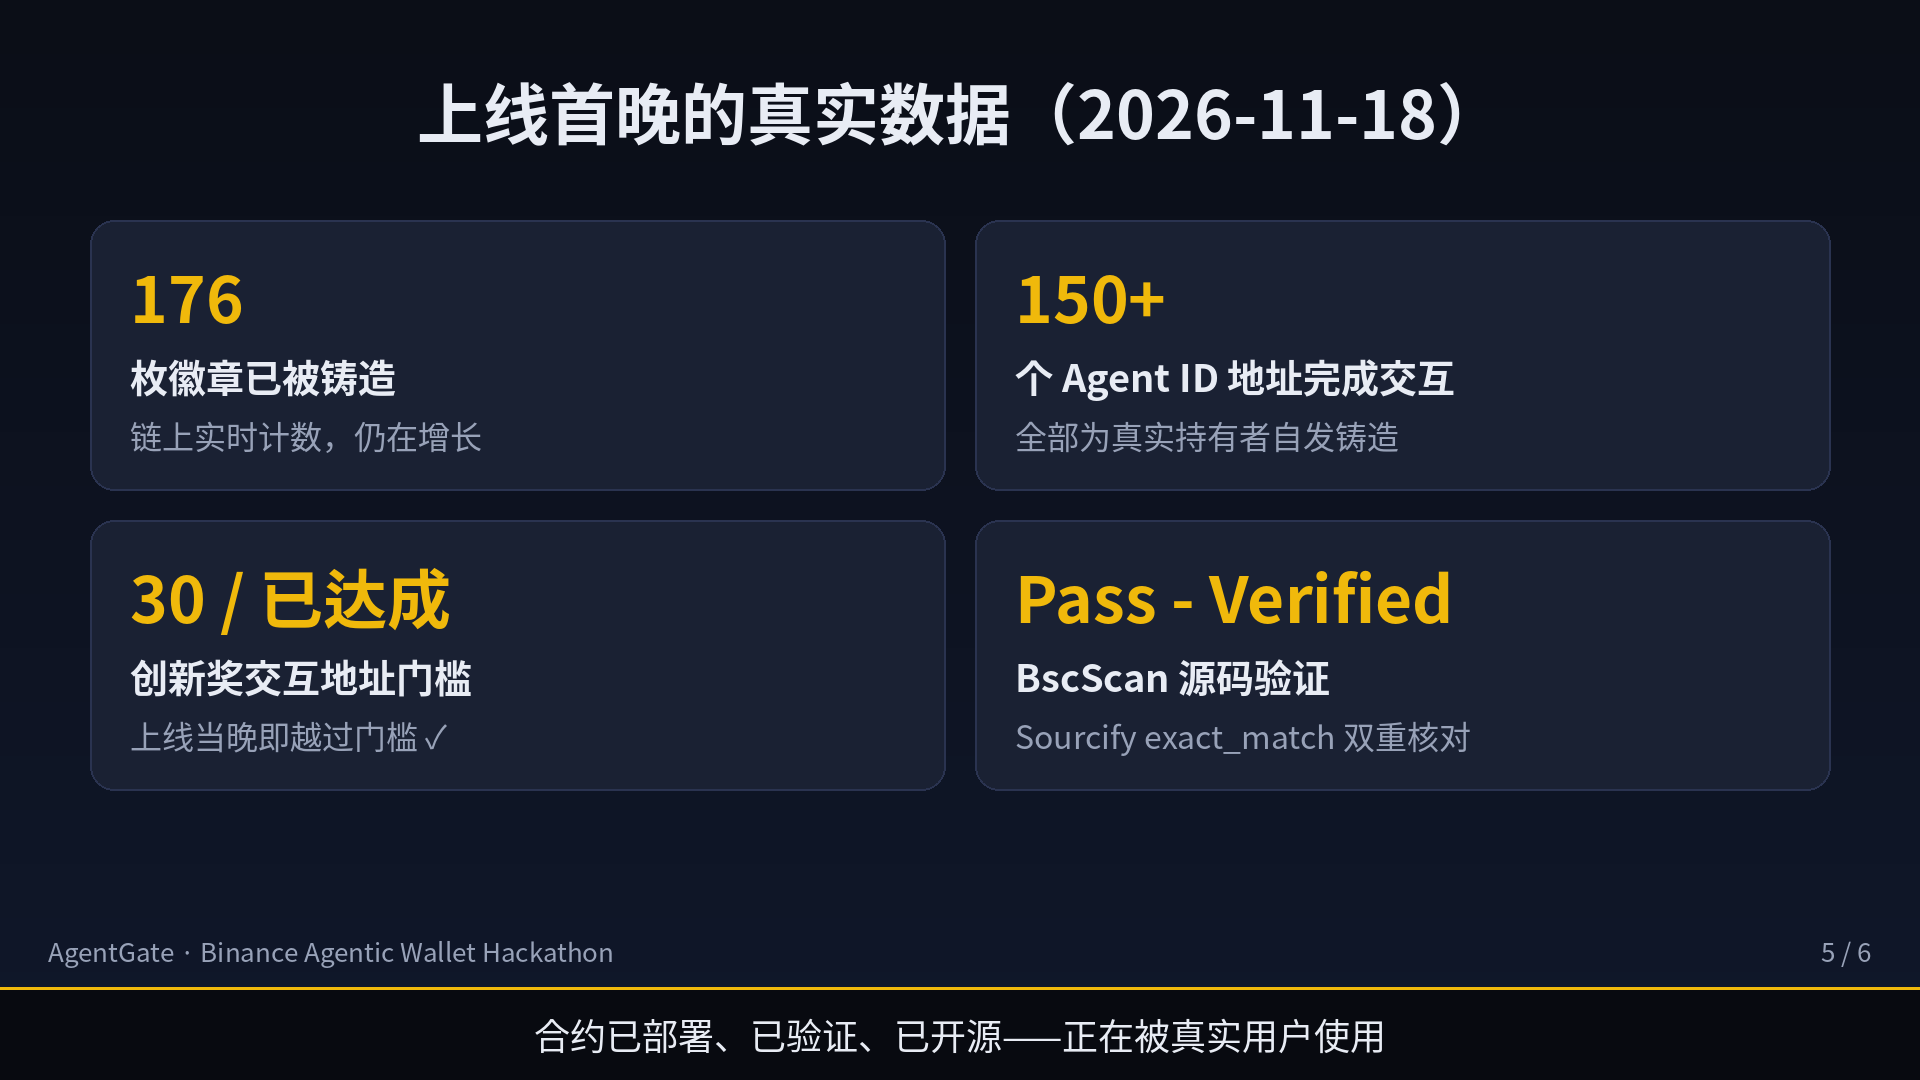 上线首晚的真实数据（2026-11-18）
176
枚徽章已被铸造
链上实时计数，仍在增长
150+
个 Agent ID 地址完成交互
全部为真实持有者自发铸造
30 / 已达成
创新奖交互地址门槛
上线当晚即越过门槛 ✓
Pass - Verified
BscScan 源码验证
Sourcify exact_match 双重核对
AgentGate · Binance Agentic Wallet Hackathon
5 / 6
合约已部署、已验证、已开源——正在被真实用户使用